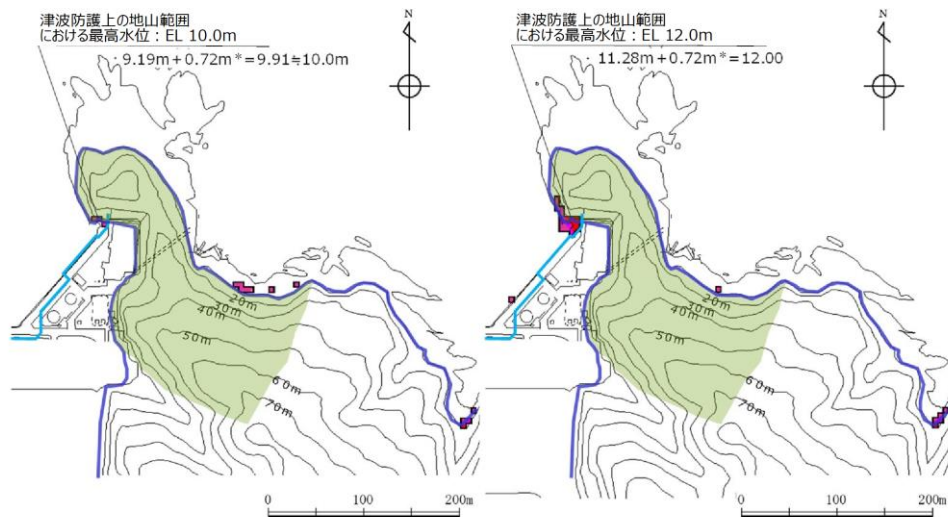 津波防護上の地山範囲
における最高水位：EL 10.0m
9.19m＋0.72m*＝9.91≒10.0m
N
20m
30m
40m
50m
60m
70m
0 100 200m
津波防護上の地山範囲
における最高水位：EL 12.0m
11.28m＋0.72m*＝12.00
N
20m
30m
40m
50m
60m
70m
0 100 200m